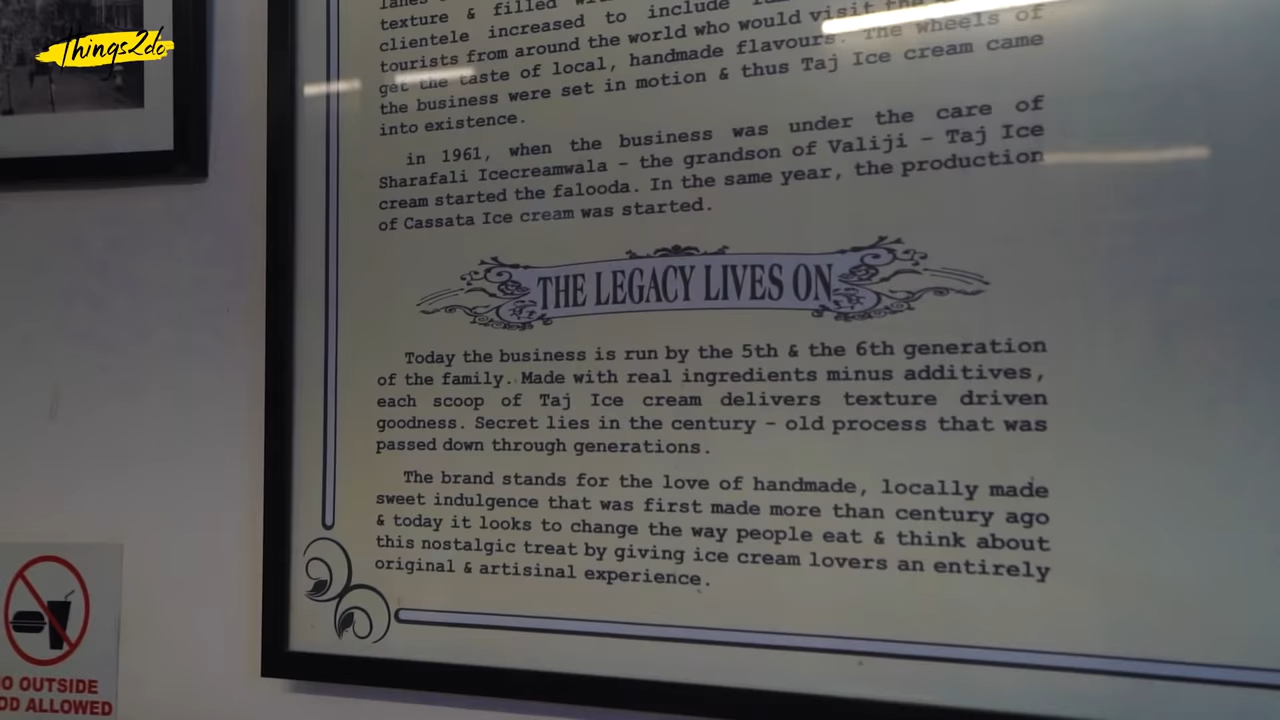 Things2do
texture & filled
clientele increased to include
tourists from around the world who would visit the
get the taste of local, handmade flavours. The wheels of
the business were set in motion & thus Taj Ice cream came
into existence.
in 1961, when the business was under the care of
Sharafali Icecreamwala - the grandson of Valiji - Taj Ice
cream started the falooda. In the same year, the production
of Cassata Ice cream was started.
THE LEGACY LIVES ON
Today the business is run by the 5th & the 6th generation
of the family. Made with real ingredients minus additives,
each scoop of Taj Ice cream delivers texture driven
goodness. Secret lies in the century - old process that was
passed down through generations.
The brand stands for the love of handmade, locally made
sweet indulgence that was first made more than century ago
& today it looks to change the way people eat & think about
this nostalgic treat by giving ice cream lovers an entirely
original & artisinal experience.
O OUTSIDE
OD ALLOWED